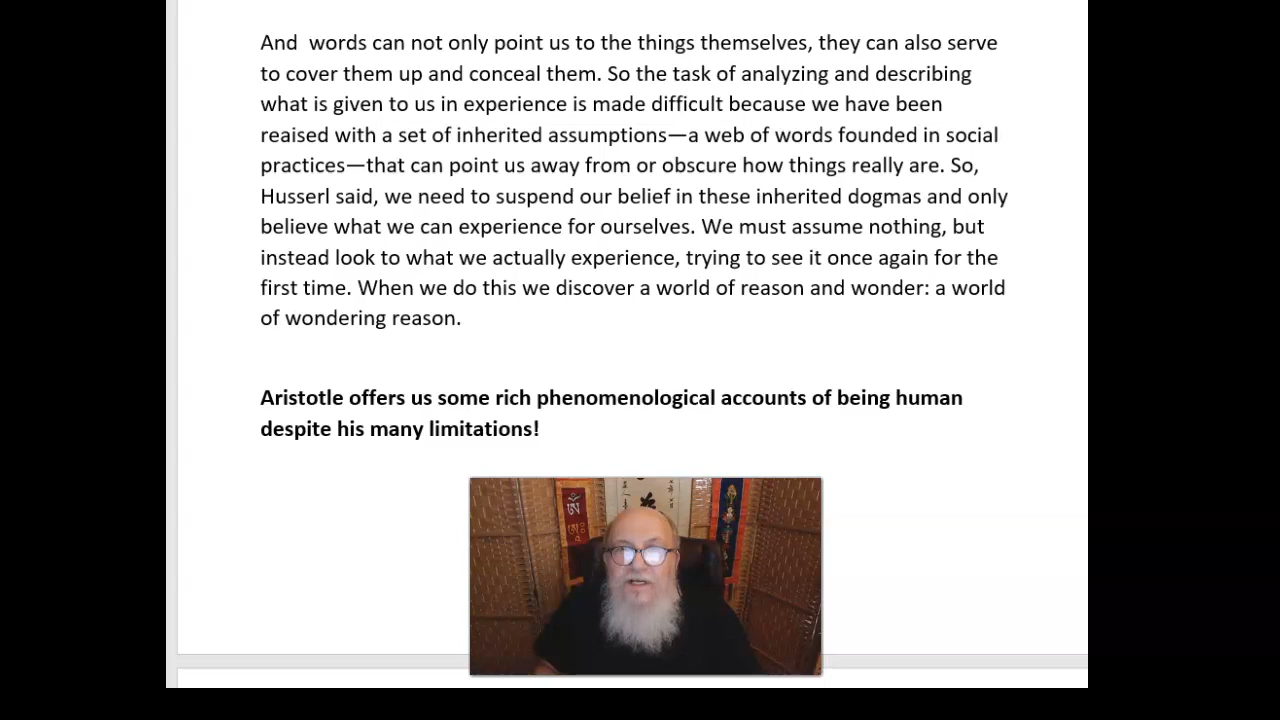 And  words can not only point us to the things themselves, they can also serve
to cover them up and conceal them. So the task of analyzing and describing
what is given to us in experience is made difficult because we have been
reaised with a set of inherited assumptions—a web of words founded in social
practices—that can point us away from or obscure how things really are. So,
Husserl said, we need to suspend our belief in these inherited dogmas and only
believe what we can experience for ourselves. We must assume nothing, but
instead look to what we actually experience, trying to see it once again for the
first time. When we do this we discover a world of reason and wonder: a world
of wondering reason.
Aristotle offers us some rich phenomenological accounts of being human
despite his many limitations!